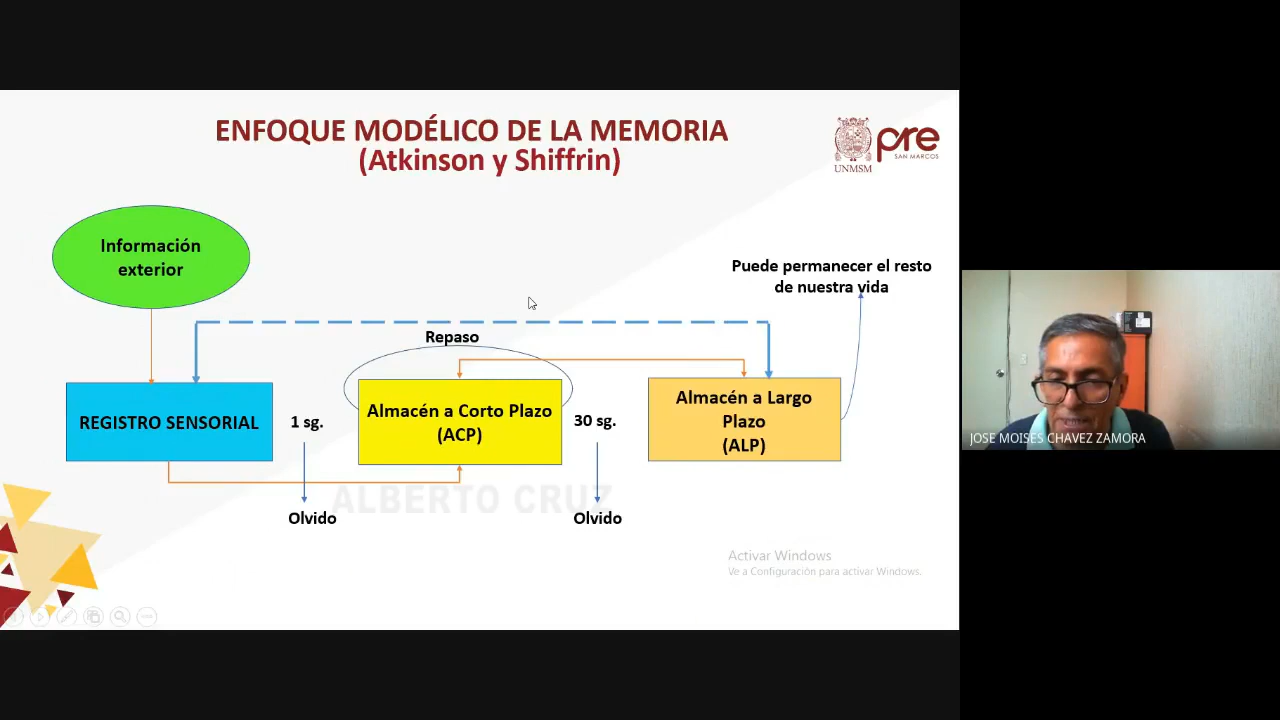 ENFOQUE MODÉLICO DE LA MEMORIA
(Atkinson y Shiffrin)
UNMSM
pre
SAN MARCOS
Información
exterior
Puede permanecer el resto
de nuestra vida
Repaso
REGISTRO SENSORIAL
1 sg.
Almacén a Corto Plazo
(ACP)
30 sg.
Almacén a Largo
Plazo
(ALP)
ALBERTO CRUZ
Olvido
Olvido
Activar Windows
Ve a Configuración para activar Windows.
JOSE MOISES CHAVEZ ZAMORA